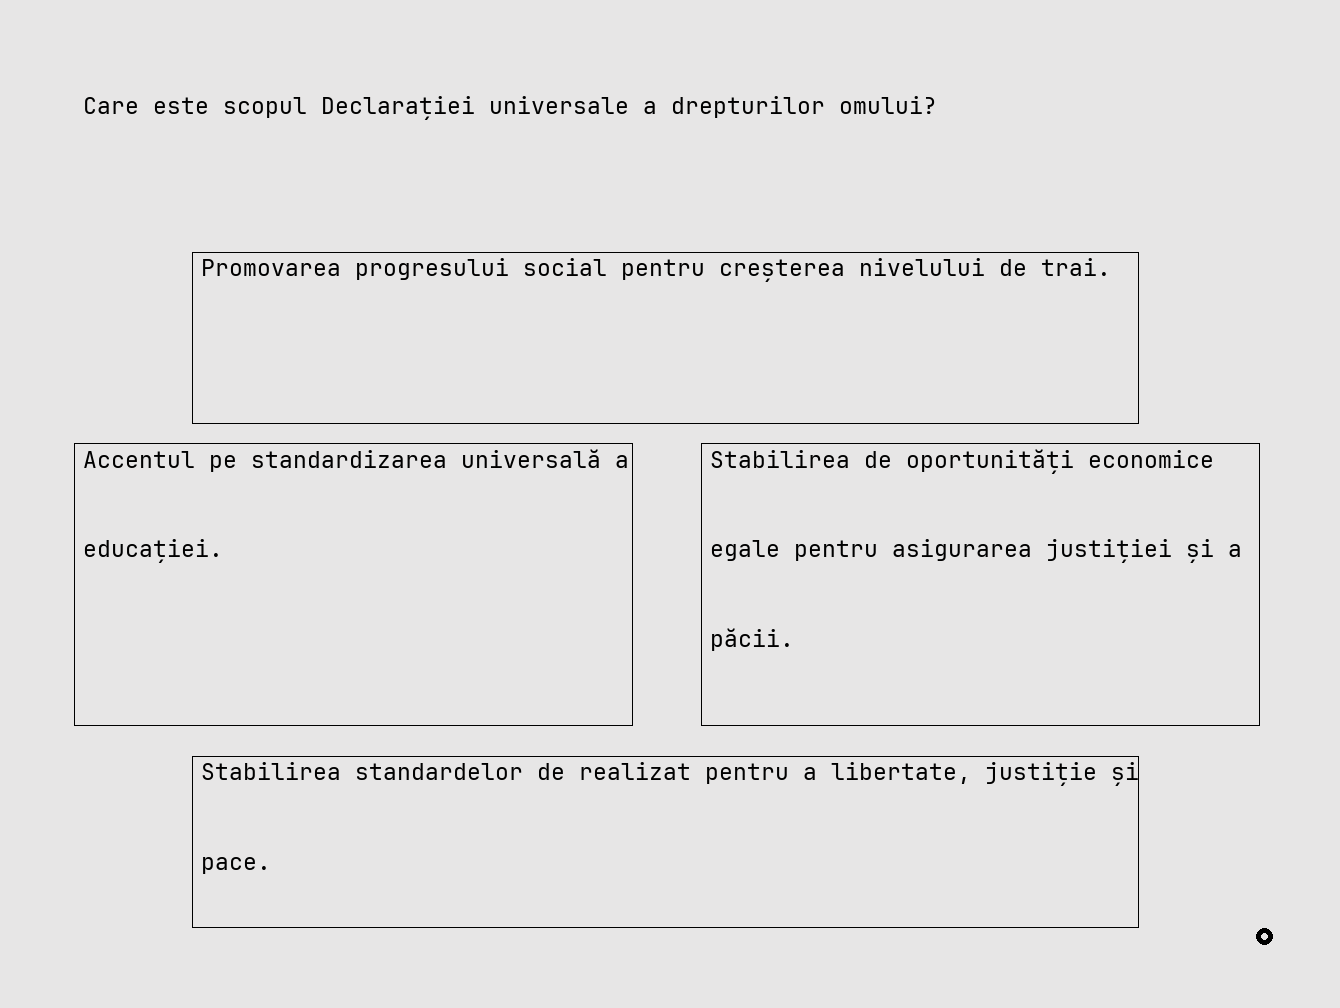 Care este scopul Declarației universale a drepturilor omului?
Promovarea progresului social pentru creșterea nivelului de trai.
Accentul pe standardizarea universală a
educației.
Stabilirea de oportunități economice
egale pentru asigurarea justiției și a
păcii.
Stabilirea standardelor de realizat pentru a libertate, justiție și
pace.